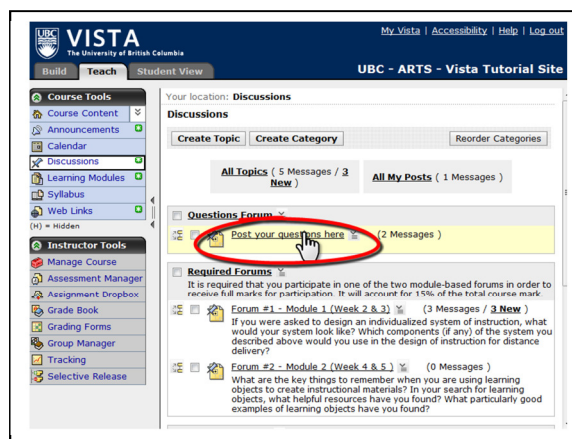 UBC
VISTA
The University of British Columbia
My Vista | Accessibility | Help | Log out
Build Teach Student View
UBC - ARTS - Vista Tutorial Site
Course Tools
Course Content
Announcements
Calendar
Discussions
Learning Modules
Syllabus
Web Links
(H) = Hidden
Instructor Tools
Manage Course
Assessment Manager
Assignment Dropbox
Grade Book
Grading Forms
Group Manager
Tracking
Selective Release
Your location: Discussions
Discussions
Create Topic Create Category Reorder Categories
All Topics ( 5 Messages / 3
New )
All My Posts ( 1 Messages )
Questions Forum
Post your questions here (2 Messages )
Required Forums
It is required that you participate in one of the two module-based forums in order to
receive full marks for participation. It will account for 15% of the total course mark.
Forum #1 - Module 1 (Week 2 & 3) (3 Messages / 3 New )
If you were asked to design an individualized system of instruction, what
would your system look like? Which components (if any) of the system you
described above would you use in the design of instruction for distance
delivery?
Forum #2 - Module 2 (Week 4 & 5 ) (0 Messages )
What are the key things to remember when you are using learning
objects to create instructional materials? In your search for learning
objects, what helpful resources have you found? What particularly good
examples of learning objects have you found?